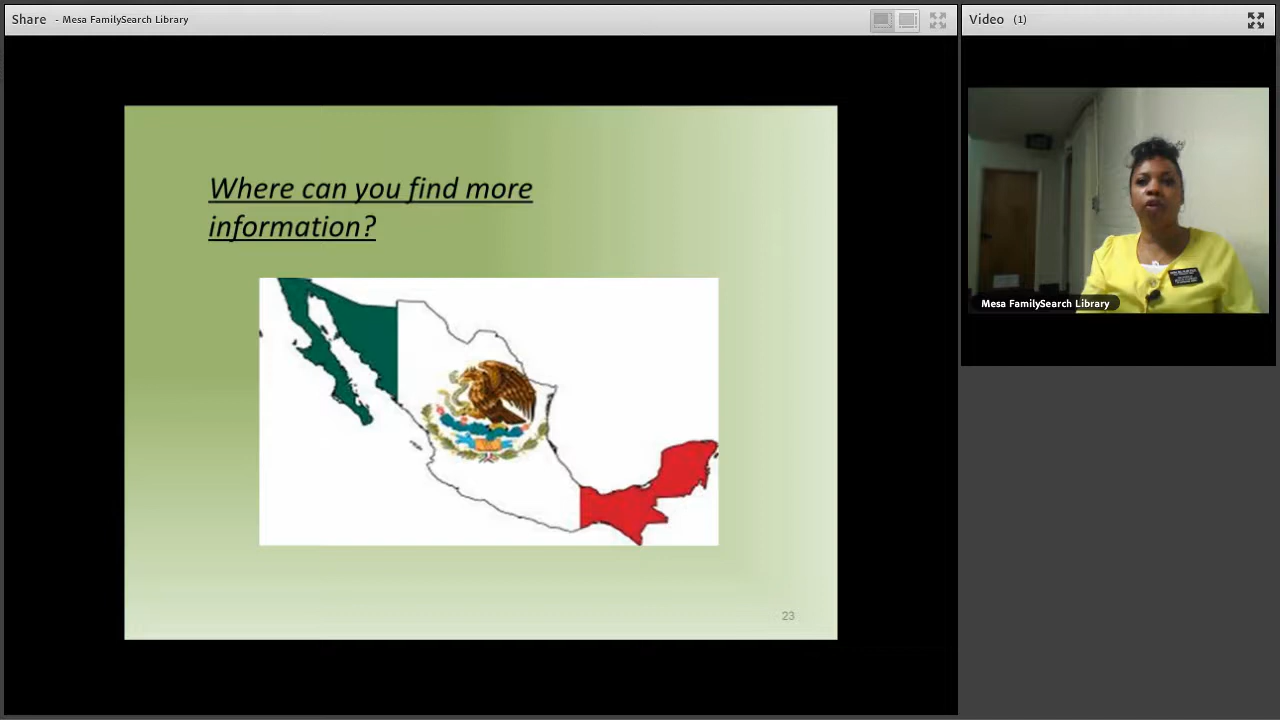 Share - Mesa FamilySearch Library
Video (1)
Where can you find more
information?
Mesa FamilySearch Library
23